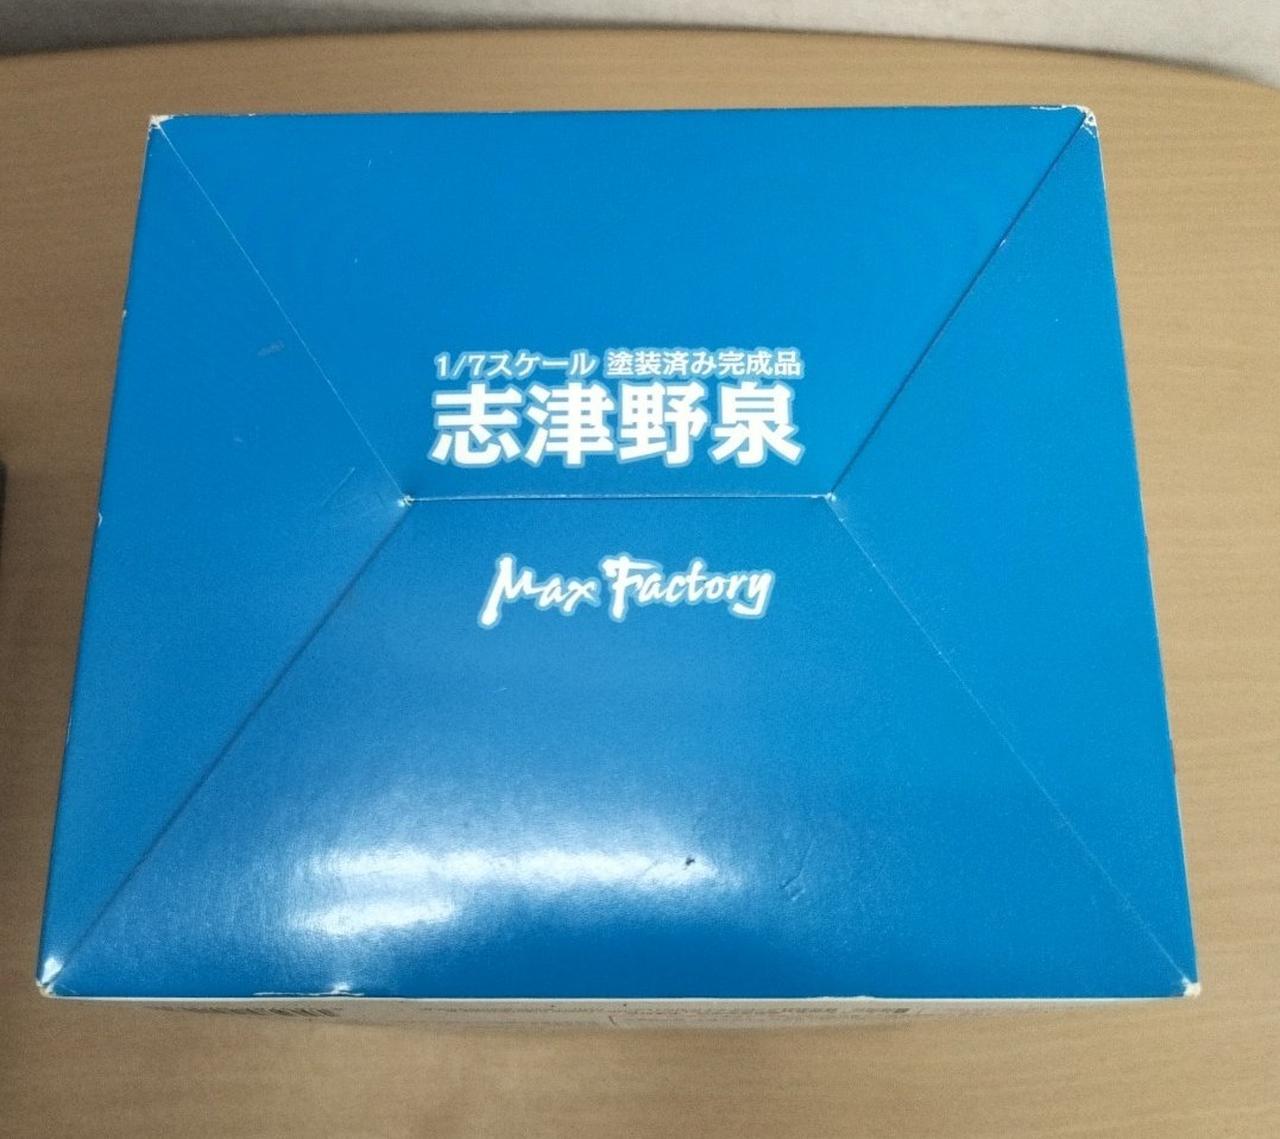 1/7スケール 塗装済み完成品
志津野泉
Max Factory